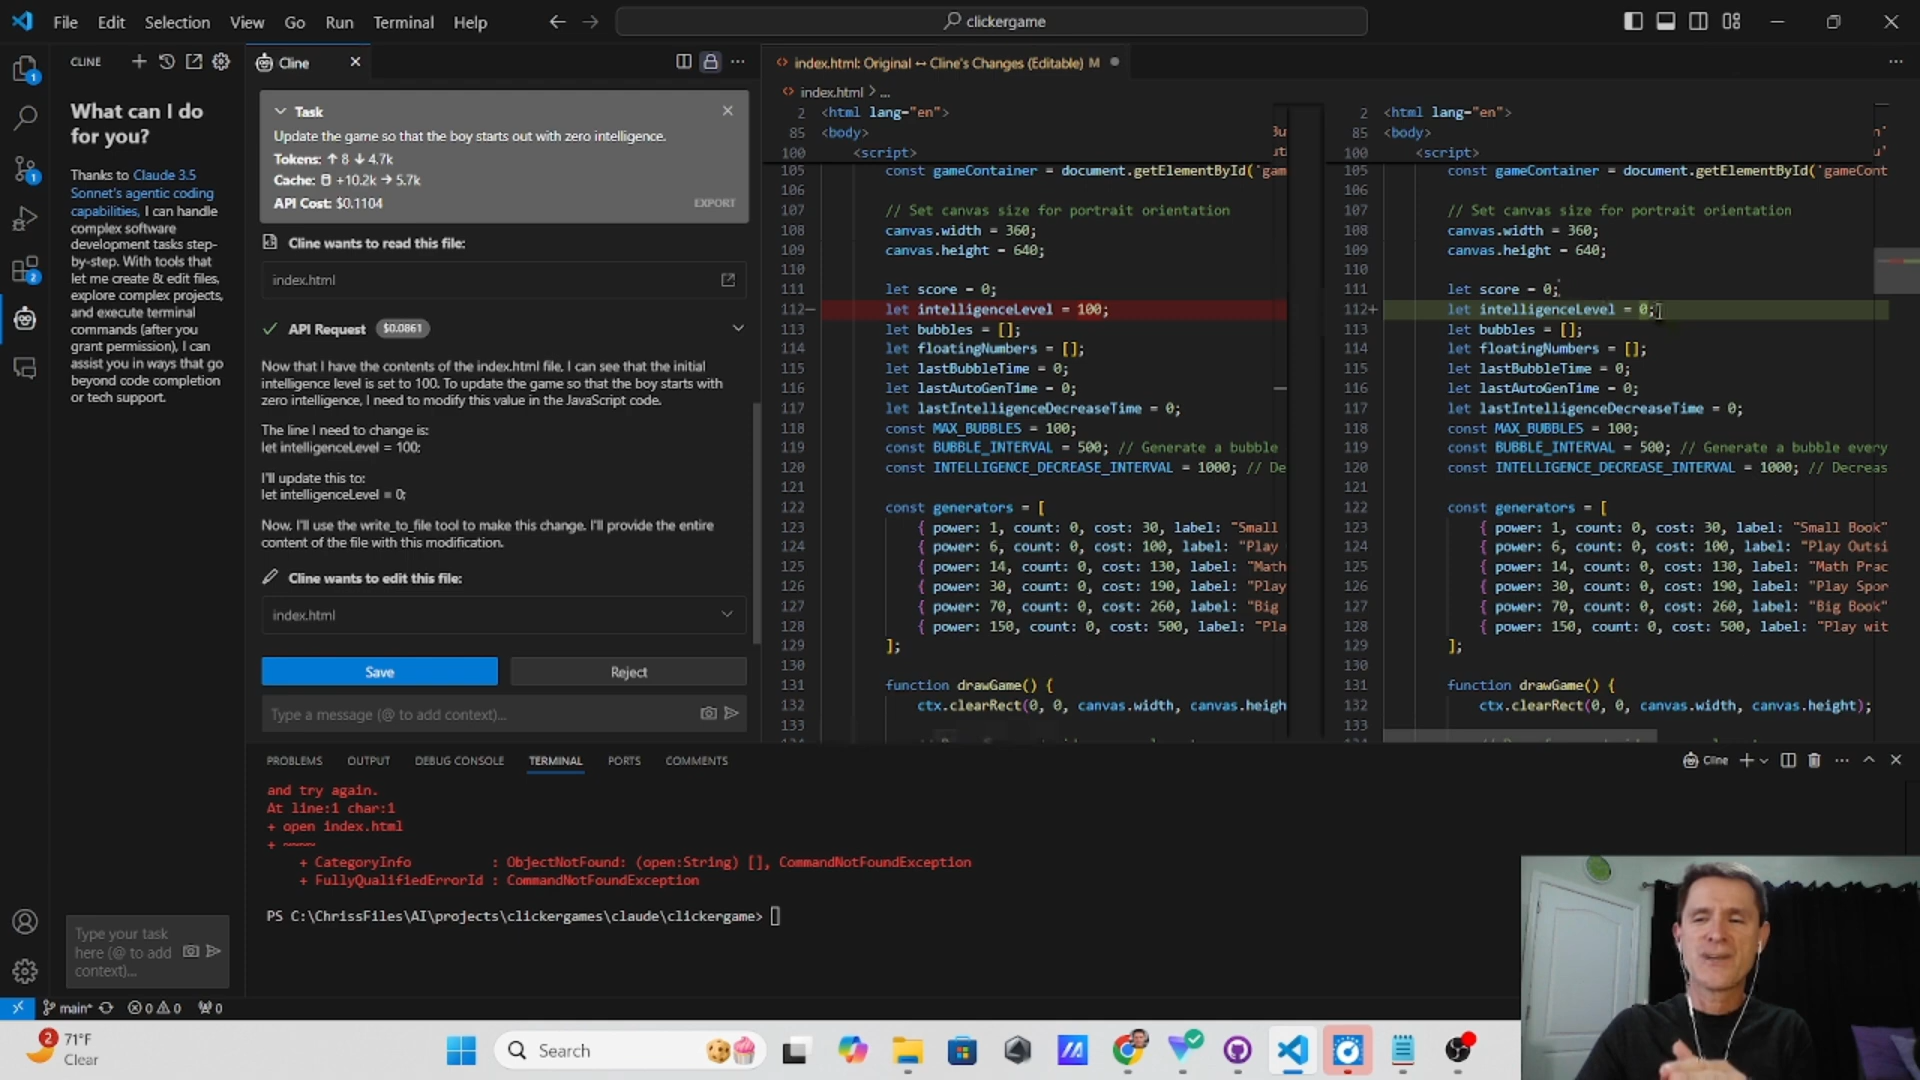 File Edit Selection View Go Run Terminal Help
clickergame
CLINE
Cline
What can I do
for you?
Thanks to Claude 3.5
Sonnet's agentic coding
capabilities, I can handle
complex software
development tasks step-
by-step. With tools that
let me create & edit files,
explore complex projects,
and execute terminal
commands (after you
grant permission), I can
assist you in ways that go
beyond code completion
or tech support.
Type your task
here (@ to add
context)...
Task
Update the game so that the boy starts out with zero intelligence.
Tokens: ↑ 8 ↓ 4.7k
Cache: +10.2k → 5.7k
API Cost: $0.1104
EXPORT
Cline wants to read this file:
index.html
API Request $0.0861
Now that I have the contents of the index.html file, I can see that the initial
intelligence level is set to 100. To update the game so that the boy starts with
zero intelligence, I need to modify this value in the JavaScript code.
The line I need to change is:
let intelligenceLevel = 100;
I'll update this to:
let intelligenceLevel = 0;
Now, I'll use the write_to_file tool to make this change. I'll provide the entire
content of the file with this modification.
Cline wants to edit this file:
index.html
Save Reject
Type a message (@ to add context)...
index.html: Original ↔ Cline's Changes (Editable) M
index.html > ...
2 <html lang="en">
85 <body>
100 <script>
105 const gameContainer = document.getElementById('gam
106
107 // Set canvas size for portrait orientation
108 canvas.width = 360;
109 canvas.height = 640;
110
111 let score = 0;
112− let intelligenceLevel = 100;
113 let bubbles = [];
114 let floatingNumbers = [];
115 let lastBubbleTime = 0;
116 let lastAutoGenTime = 0;
117 let lastIntelligenceDecreaseTime = 0;
118 const MAX_BUBBLES = 100;
119 const BUBBLE_INTERVAL = 500; // Generate a bubble
120 const INTELLIGENCE_DECREASE_INTERVAL = 1000; // De
121
122 const generators = [
123 { power: 1, count: 0, cost: 30, label: "Small
124 { power: 6, count: 0, cost: 100, label: "Play
125 { power: 14, count: 0, cost: 130, label: "Math
126 { power: 30, count: 0, cost: 190, label: "Play
127 { power: 70, count: 0, cost: 260, label: "Big
128 { power: 150, count: 0, cost: 500, label: "Pla
129 ];
130
131 function drawGame() {
132 ctx.clearRect(0, 0, canvas.width, canvas.heigh
133
2 <html lang="en">
85 <body>
100 <script>
105 const gameContainer = document.getElementById('gameCont
106
107 // Set canvas size for portrait orientation
108 canvas.width = 360;
109 canvas.height = 640;
110
111 let score = 0;
112+ let intelligenceLevel = 0;
113 let bubbles = [];
114 let floatingNumbers = [];
115 let lastBubbleTime = 0;
116 let lastAutoGenTime = 0;
117 let lastIntelligenceDecreaseTime = 0;
118 const MAX_BUBBLES = 100;
119 const BUBBLE_INTERVAL = 500; // Generate a bubble every
120 const INTELLIGENCE_DECREASE_INTERVAL = 1000; // Decreas
121
122 const generators = [
123 { power: 1, count: 0, cost: 30, label: "Small Book"
124 { power: 6, count: 0, cost: 100, label: "Play Outsi
125 { power: 14, count: 0, cost: 130, label: "Math Prac
126 { power: 30, count: 0, cost: 190, label: "Play Spor
127 { power: 70, count: 0, cost: 260, label: "Big Book"
128 { power: 150, count: 0, cost: 500, label: "Play wit
129 ];
130
131 function drawGame() {
132 ctx.clearRect(0, 0, canvas.width, canvas.height);
133
PROBLEMS OUTPUT DEBUG CONSOLE TERMINAL PORTS COMMENTS
Cline
and try again.
At line:1 char:1
+ open index.html
+ ~~~~
+ CategoryInfo : ObjectNotFound: (open:String) [], CommandNotFoundException
+ FullyQualifiedErrorId : CommandNotFoundException
PS C:\ChrissFiles\AI\projects\clickergames\claude\clickergame>
main* 0 0 0
2 71°F
Clear
Search